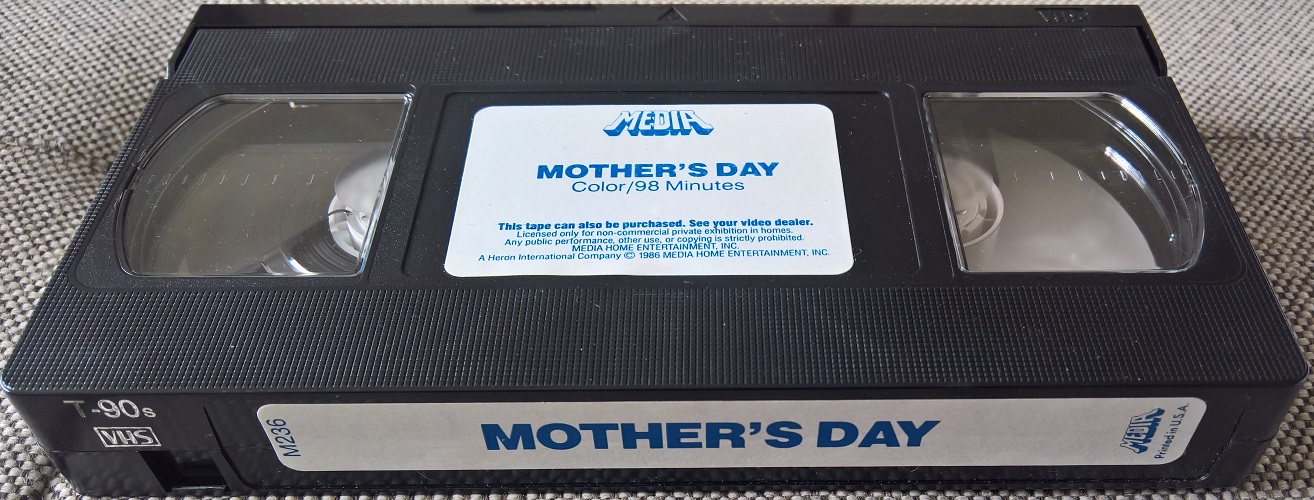 VHS
MEDIA
MOTHER'S DAY
Color/98 Minutes
This tape can also be purchased. See your video dealer.
Licensed only for non-commercial private exhibition in homes.
Any public performance, other use, or copying is strictly prohibited.
MEDIA HOME ENTERTAINMENT, INC.
A Heron International Company © 1986 MEDIA HOME ENTERTAINMENT, INC.
T-90s
VHS
M236
MOTHER'S DAY
MEDIA
Printed in U.S.A.